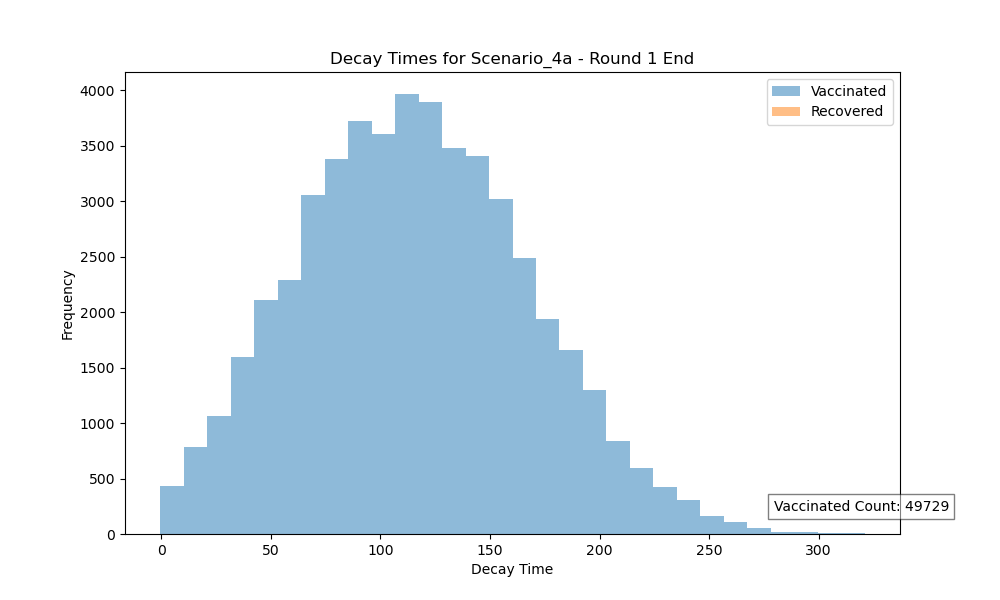 Decay Times for Scenario_4a - Round 1 End
Vaccinated
Recovered
Frequency
4000
3500
3000
2500
2000
1500
1000
500
0
Vaccinated Count: 49729
0 50 100 150 200 250 300
Decay Time